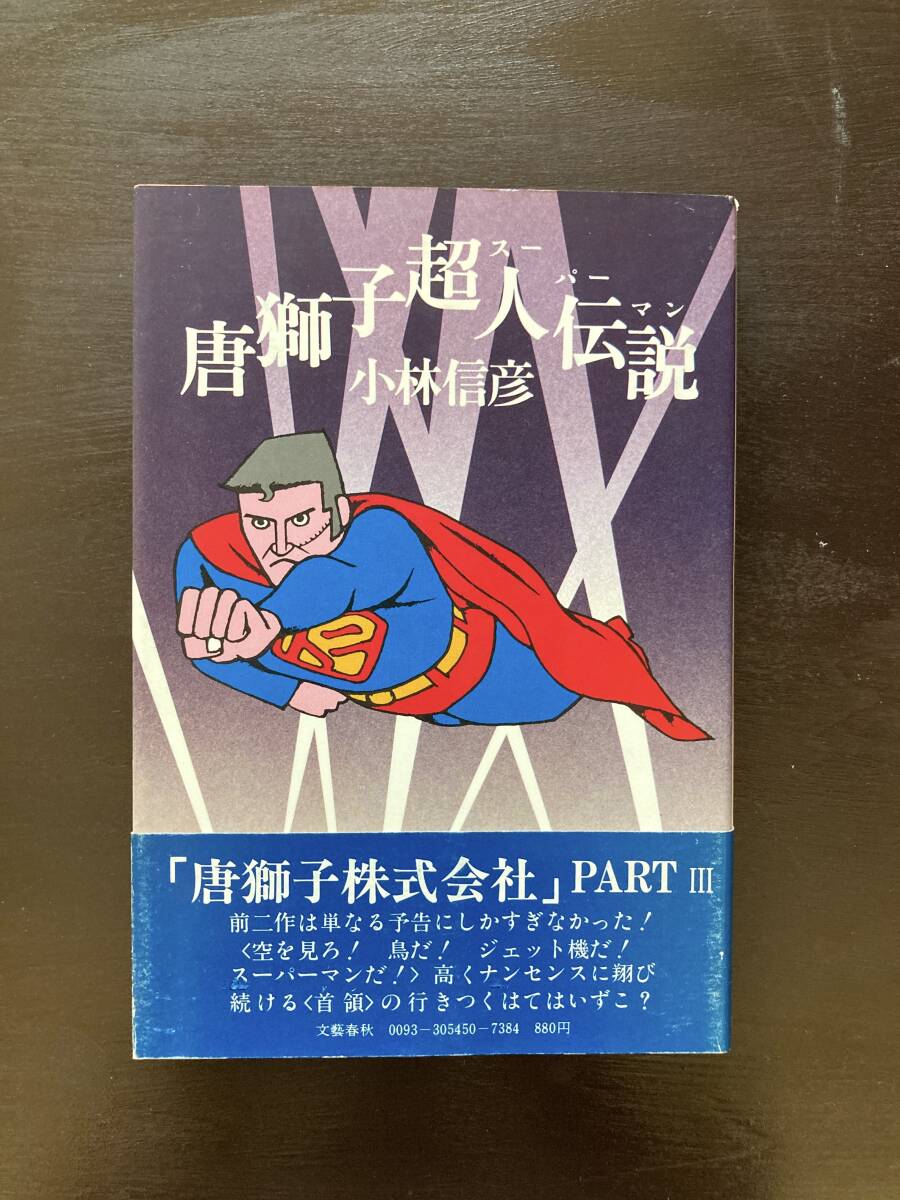 唐獅子超人伝説
スーパーマン
小林信彦
「唐獅子株式会社」PART III
前二作は単なる予告にしかすぎなかった！
〈空を見ろ！　鳥だ！　ジェット機だ！
スーパーマンだ！〉高くナンセンスに翔び
続ける〈首領〉の行きつくはてはいずこ？
文藝春秋　0093－305450－7384　880円